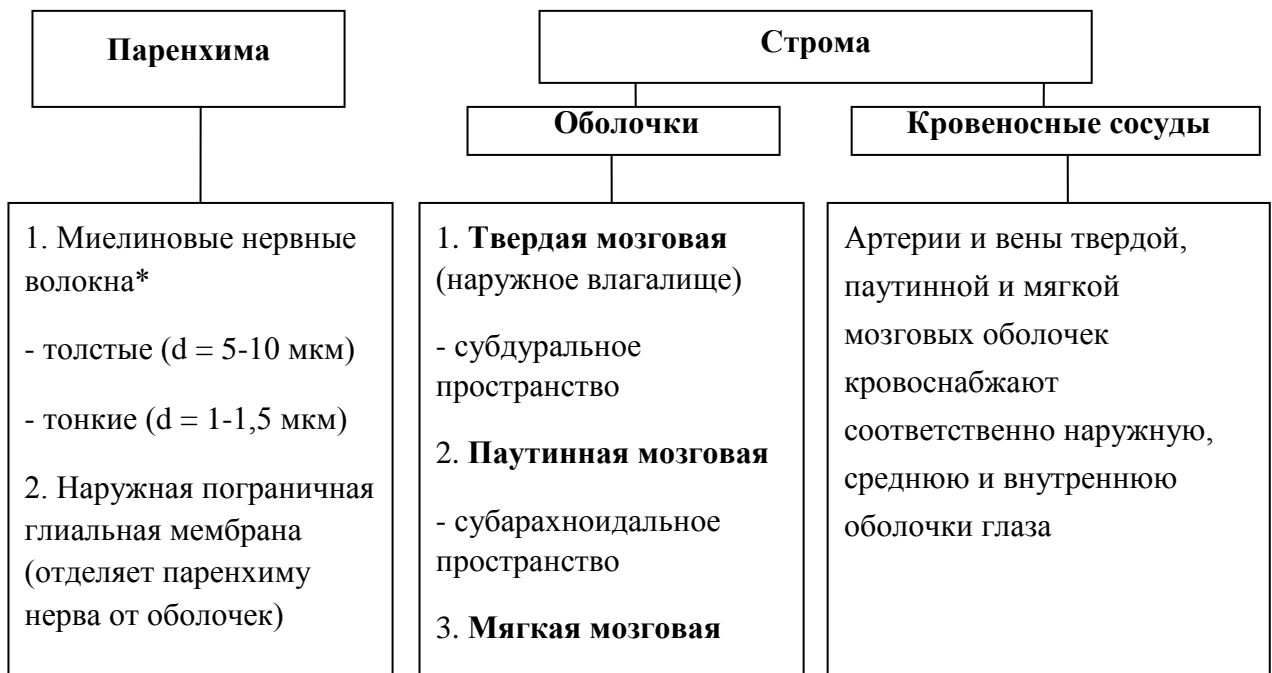 Паренхима
Строма
Оболочки
Кровеносные сосуды
1. Миелиновые нервные
волокна*
- толстые (d = 5-10 мкм)
- тонкие (d = 1-1,5 мкм)
2. Наружная пограничная
глиальная мембрана
(отделяет паренхиму
нерва от оболочек)
1. Твердая мозговая
(наружное влагалище)
- субдуральное
пространство
2. Паутинная мозговая
- субарахноидальное
пространство
3. Мягкая мозговая
Артерии и вены твердой,
паутинной и мягкой
мозговых оболочек
кровоснабжают
соответственно наружную,
среднюю и внутреннюю
оболочки глаза